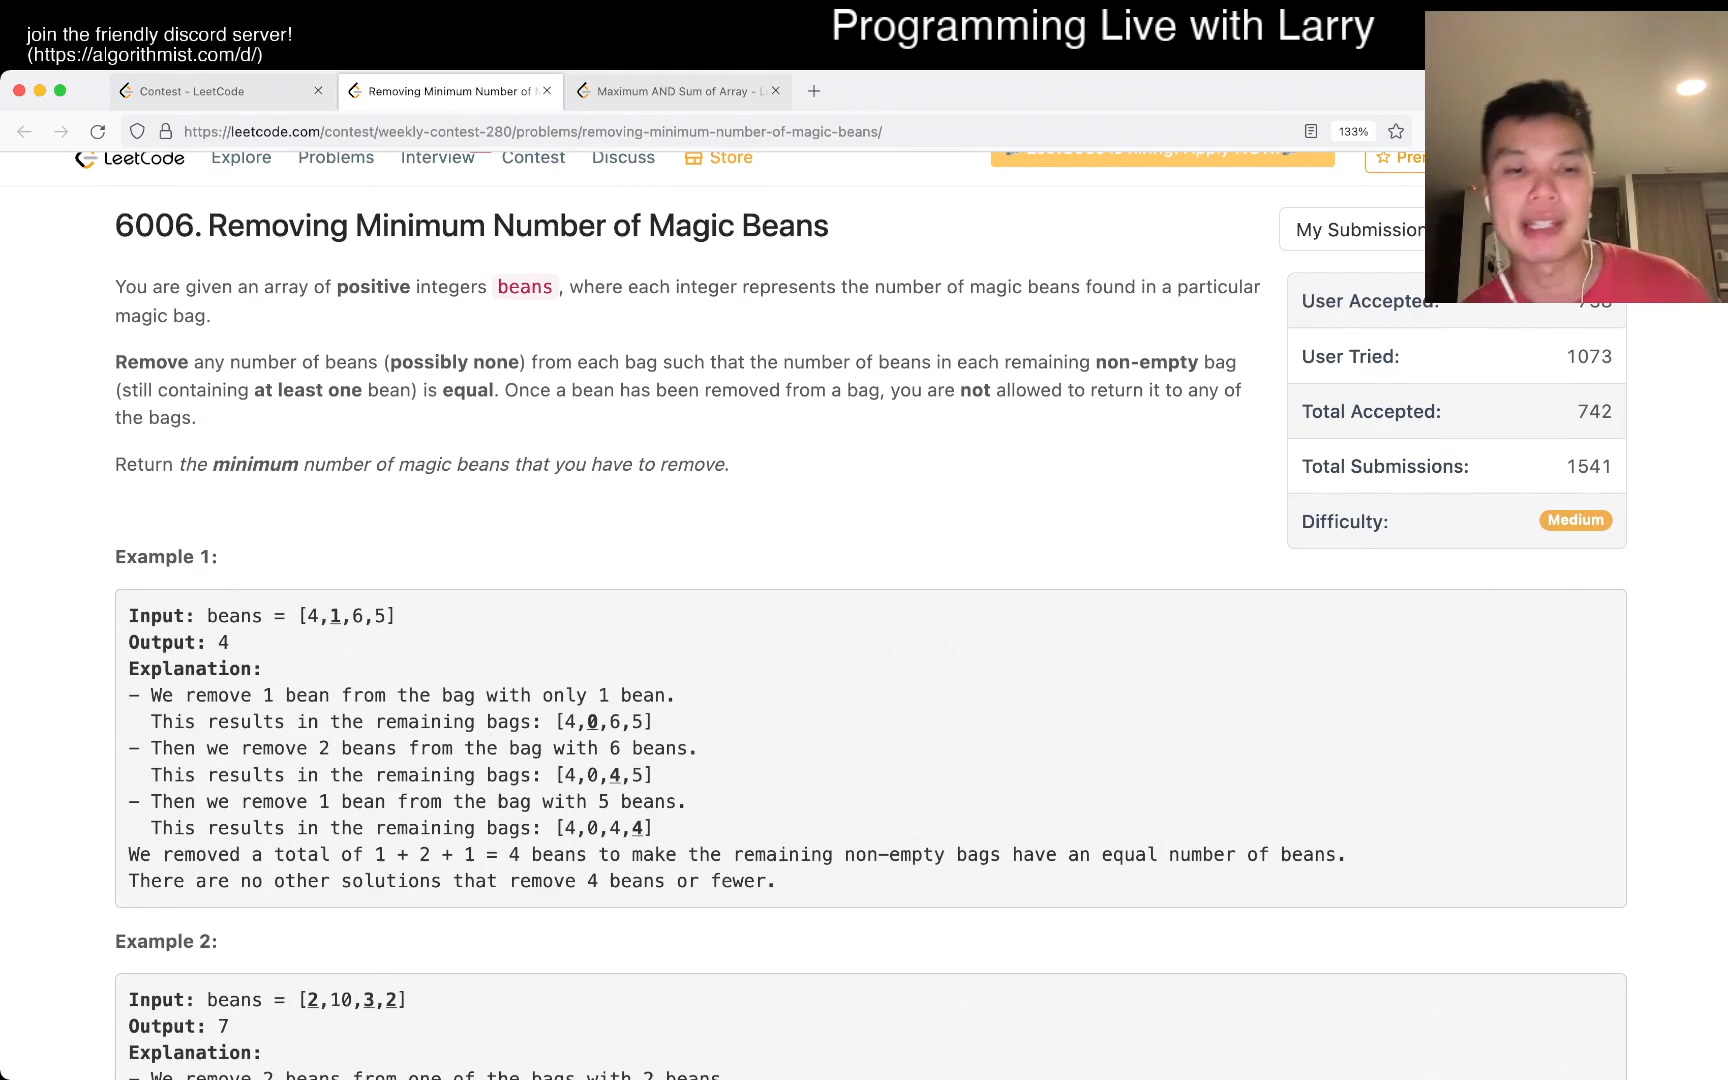 join the friendly discord server!
(https://algorithmist.com/d/)
Programming Live with Larry
Contest - LeetCode
Removing Minimum Number of
Maximum AND Sum of Array -
https://leetcode.com/contest/weekly-contest-280/problems/removing-minimum-number-of-magic-beans/
133%
LeetCode Explore Problems Interview Contest Discuss Store
6006. Removing Minimum Number of Magic Beans
My Submission
You are given an array of positive integers beans, where each integer represents the number of magic beans found in a particular
magic bag.
Remove any number of beans (possibly none) from each bag such that the number of beans in each remaining non-empty bag
(still containing at least one bean) is equal. Once a bean has been removed from a bag, you are not allowed to return it to any of
the bags.
Return the minimum number of magic beans that you have to remove.
User Accepted:
User Tried: 1073
Total Accepted: 742
Total Submissions: 1541
Difficulty: Medium
Example 1:
Input: beans = [4,1,6,5]
Output: 4
Explanation:
- We remove 1 bean from the bag with only 1 bean.
This results in the remaining bags: [4,0,6,5]
- Then we remove 2 beans from the bag with 6 beans.
This results in the remaining bags: [4,0,4,5]
- Then we remove 1 bean from the bag with 5 beans.
This results in the remaining bags: [4,0,4,4]
We removed a total of 1 + 2 + 1 = 4 beans to make the remaining non-empty bags have an equal number of beans.
There are no other solutions that remove 4 beans or fewer.
Example 2:
Input: beans = [2,10,3,2]
Output: 7
Explanation:
- We remove 2 beans from one of the bags with 2 beans.